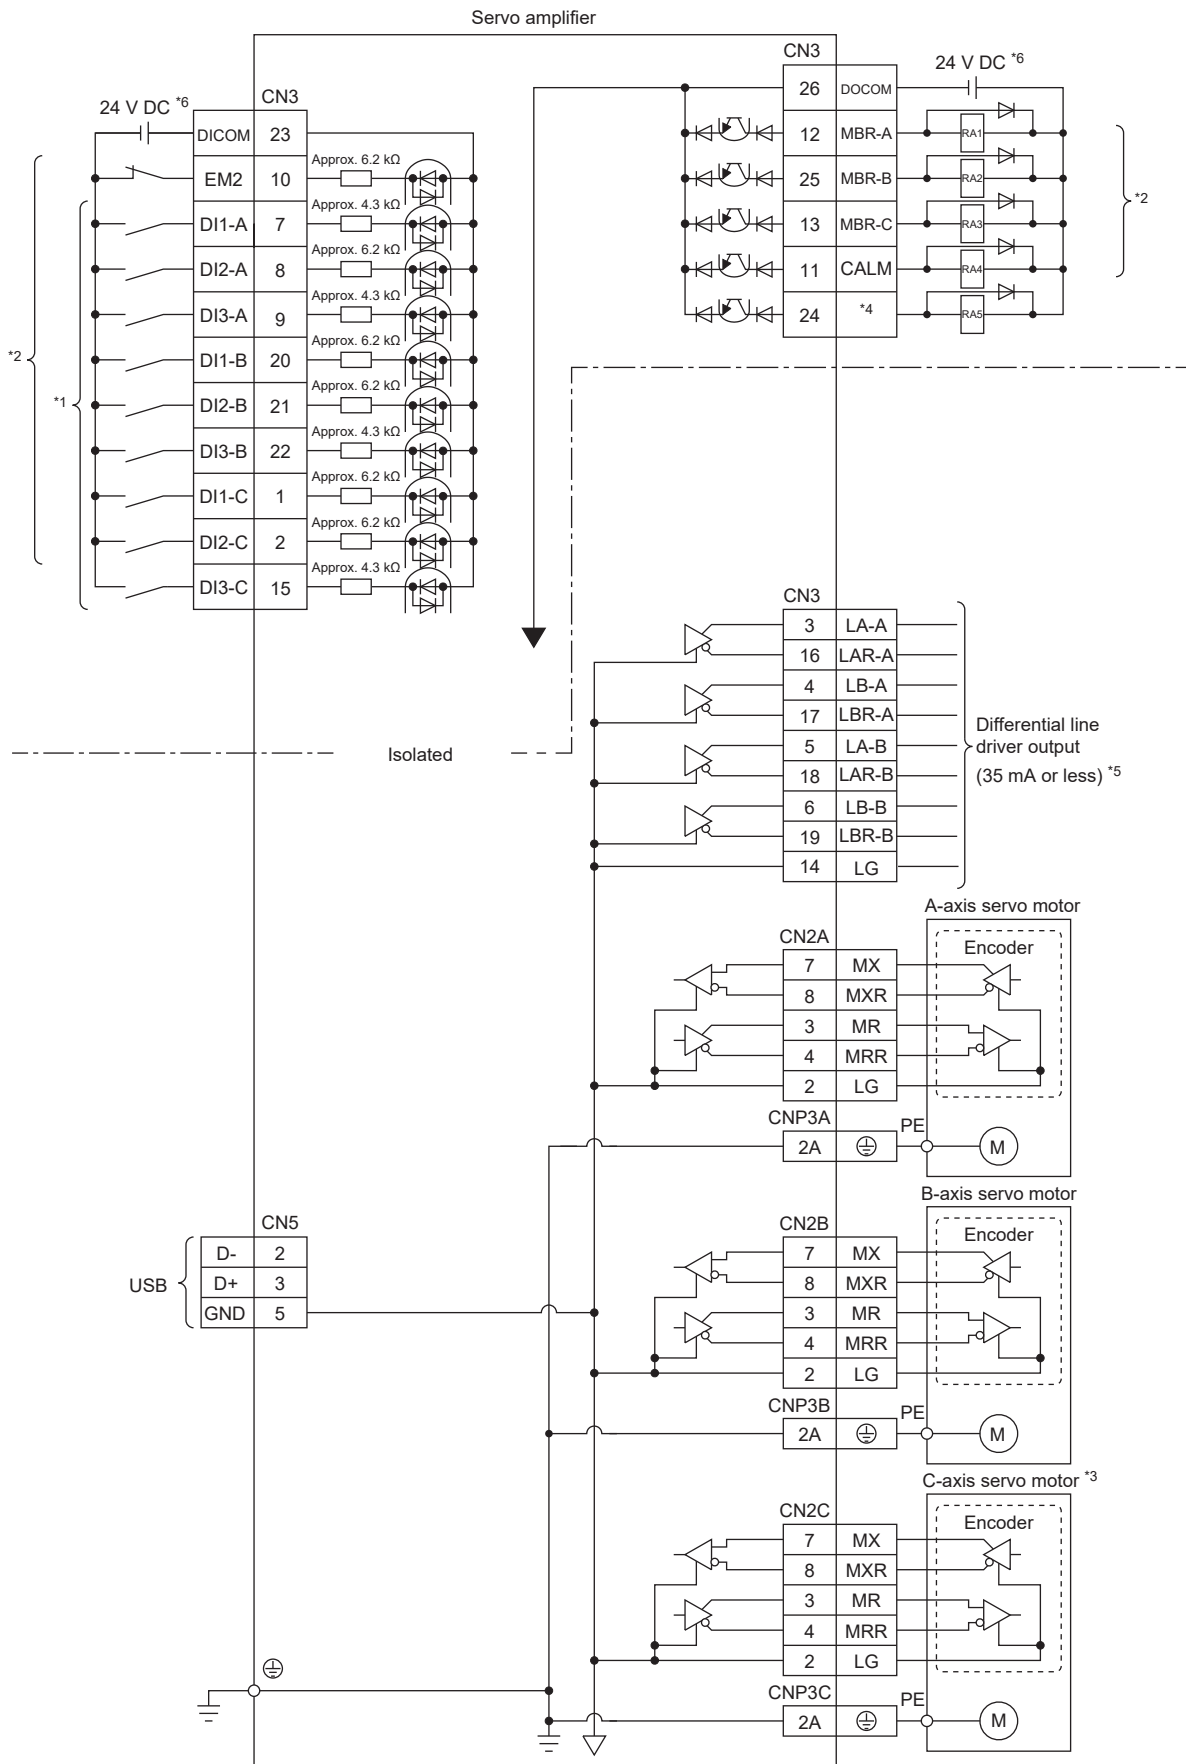 Servo amplifier
24 V DC *6
CN3
DICOM 23
EM2 10 Approx. 6.2 kΩ
DI1-A 7 Approx. 4.3 kΩ
DI2-A 8 Approx. 6.2 kΩ
DI3-A 9 Approx. 4.3 kΩ
DI1-B 20 Approx. 6.2 kΩ
DI2-B 21 Approx. 6.2 kΩ
DI3-B 22 Approx. 4.3 kΩ
DI1-C 1 Approx. 6.2 kΩ
DI2-C 2 Approx. 6.2 kΩ
DI3-C 15 Approx. 4.3 kΩ
*2
*1
CN3
24 V DC *6
26 DOCOM
12 MBR-A RA1
25 MBR-B RA2
13 MBR-C RA3
11 CALM RA4
24 *4 RA5
*2
Isolated
CN3
3 LA-A
16 LAR-A
4 LB-A
17 LBR-A
5 LA-B
18 LAR-B
6 LB-B
19 LBR-B
14 LG
Differential line
driver output
(35 mA or less) *5
A-axis servo motor
CN2A
Encoder
7 MX
8 MXR
3 MR
4 MRR
2 LG
CNP3A
2A
PE
M
CN5
D- 2
D+ 3
GND 5
USB
B-axis servo motor
CN2B
Encoder
7 MX
8 MXR
3 MR
4 MRR
2 LG
CNP3B
2A
PE
M
C-axis servo motor *3
CN2C
Encoder
7 MX
8 MXR
3 MR
4 MRR
2 LG
CNP3C
2A
PE
M